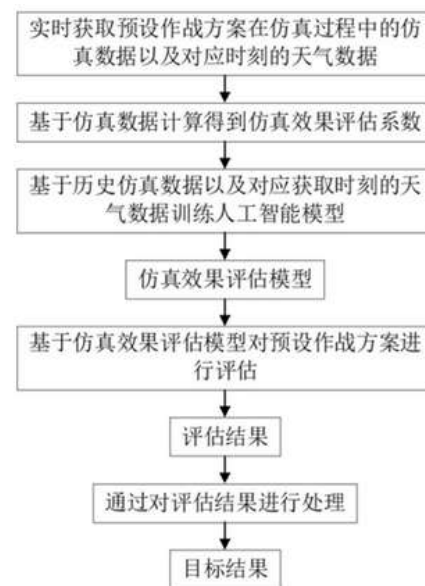 实时获取预设作战方案在仿真过程中的仿
真数据以及对应时刻的天气数据
基于仿真数据计算得到仿真效果评估系数
基于历史仿真数据以及对应获取时刻的天
气数据训练人工智能模型
仿真效果评估模型
基于仿真效果评估模型对预设作战方案进
行评估
评估结果
通过对评估结果进行处理
目标结果